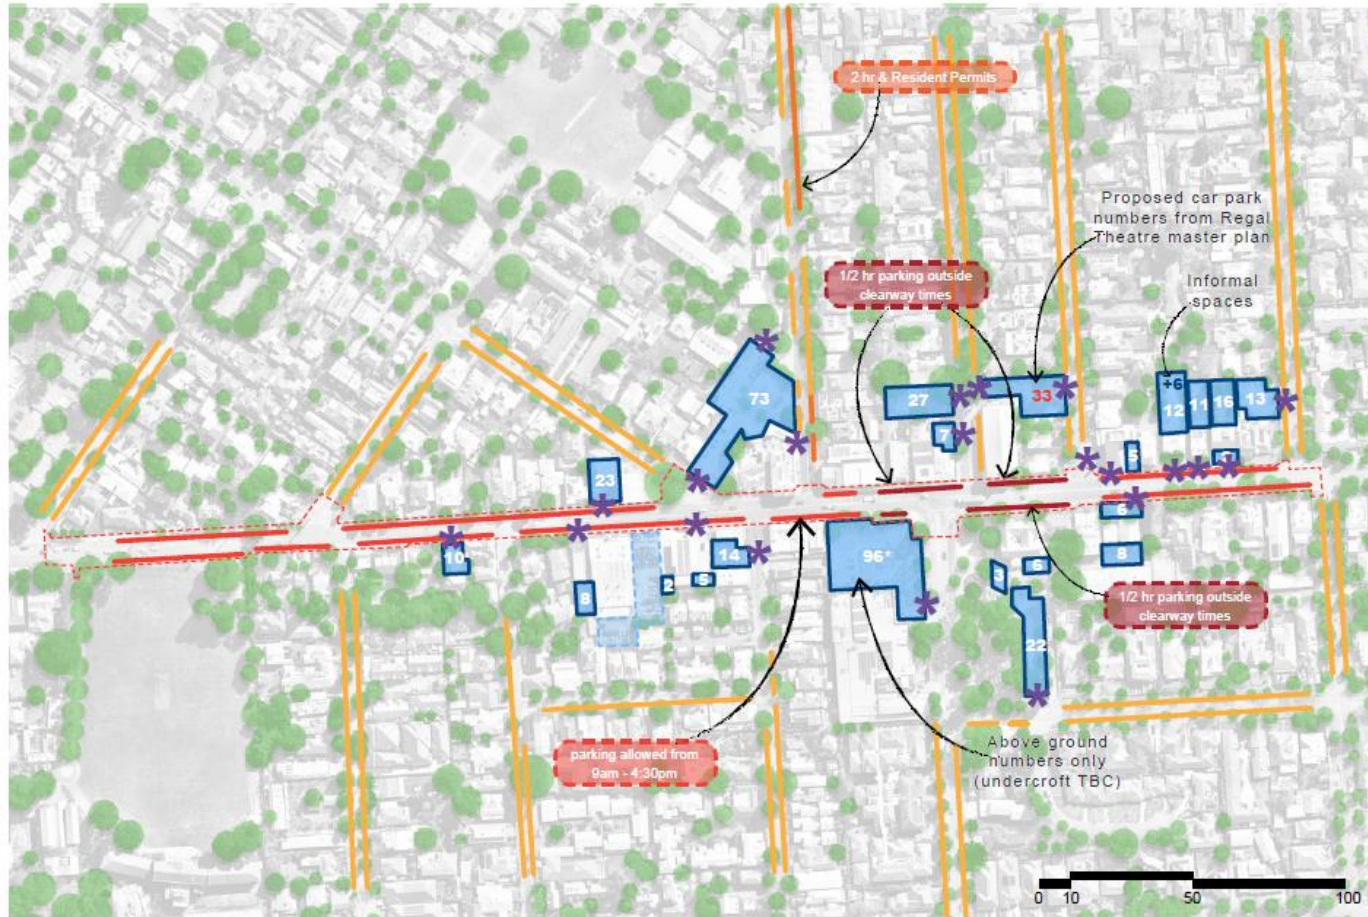 2 hr & Resident Permits
Proposed car park
numbers from Regal
Theatre master plan
1/2 hr parking outside
clearway times
Informal
spaces
73
27
33
+6
12
11
16
13
7
5
23
6
10
96*
14
8
8
2
5
3
6
22
1/2 hr parking outside
clearway times
parking allowed from
9am - 4:30pm
Above ground
numbers only
(undercroft TBC)
0 10 50 100